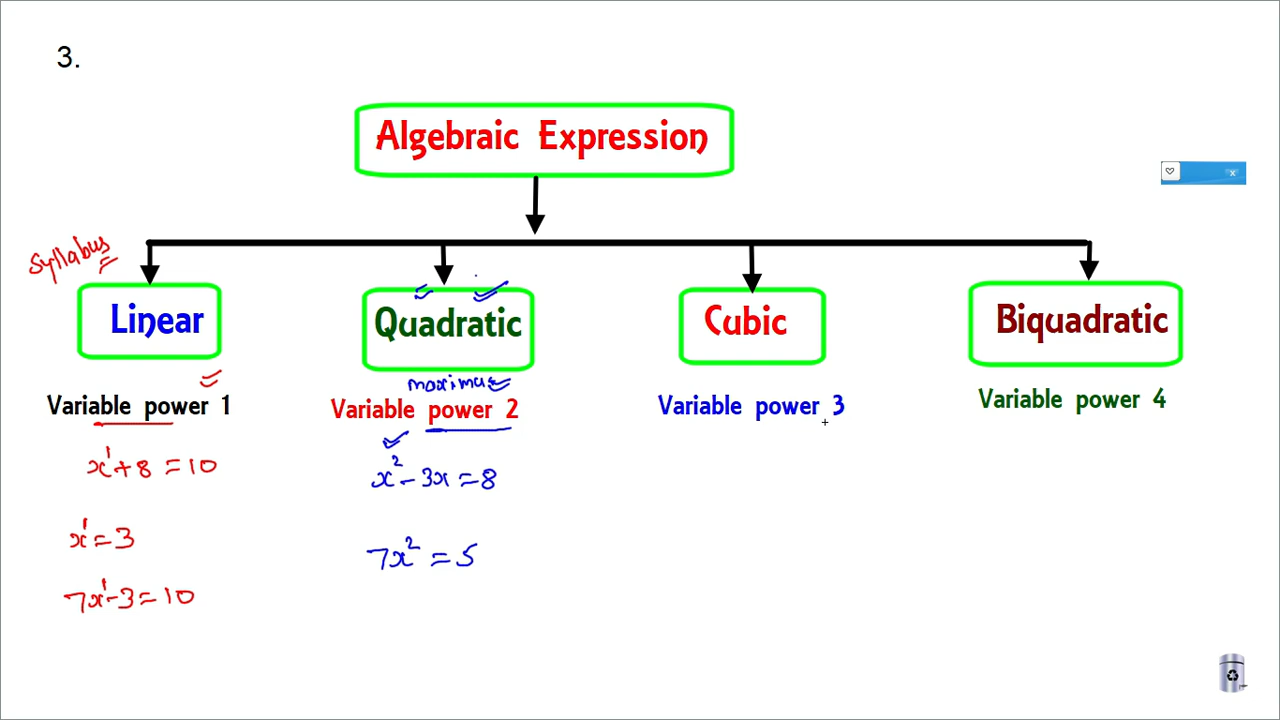 3.
Algebraic Expression
Syllabus
Linear
Quadratic
Cubic
Biquadratic
maximum
Variable power 1
Variable power 2
Variable power 3
Variable power 4
x¹+8=10
x²-3x=8
x¹=3
7x²=5
7x¹-3=10
x